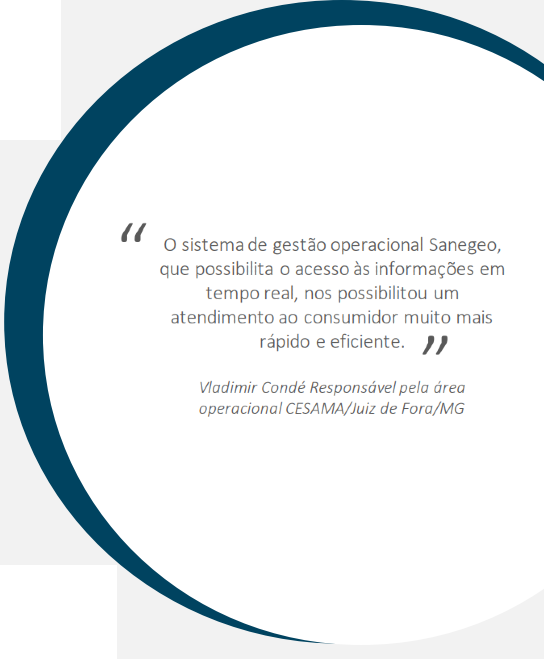 “ O sistema de gestão operacional Sanegeo,
que possibilita o acesso às informações em
tempo real, nos possibilitou um
atendimento ao consumidor muito mais
rápido e eficiente. ”
Vladimir Condé Responsável pela área
operacional CESAMA/Juiz de Fora/MG